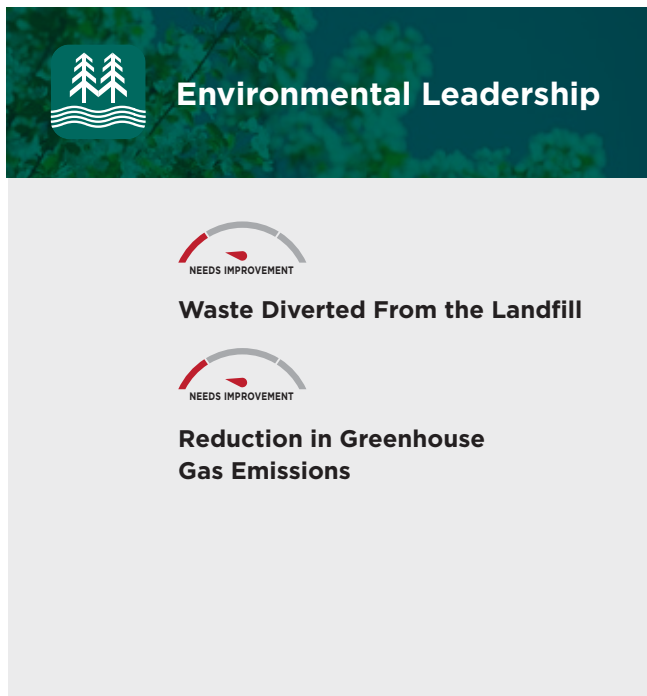 Environmental Leadership
NEEDS IMPROVEMENT
Waste Diverted From the Landfill
NEEDS IMPROVEMENT
Reduction in Greenhouse
Gas Emissions